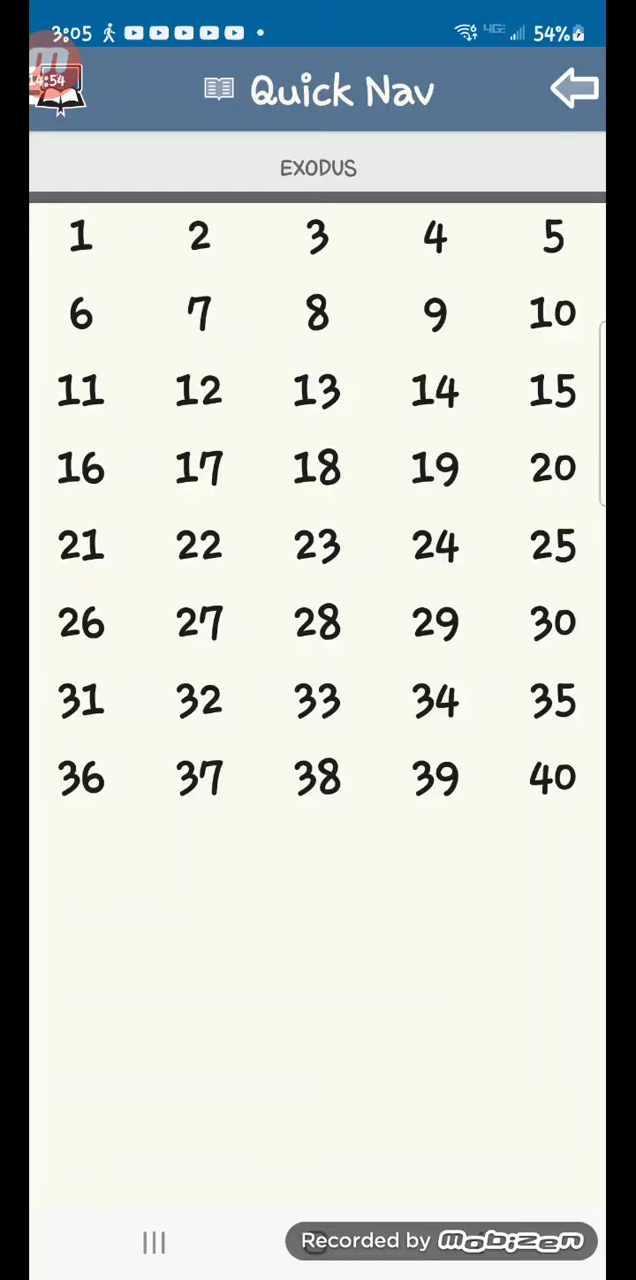 3:05 4GE 54%
14:54
Quick Nav
EXODUS
1 2 3 4 5
6 7 8 9 10
11 12 13 14 15
16 17 18 19 20
21 22 23 24 25
26 27 28 29 30
31 32 33 34 35
36 37 38 39 40
Recorded by mobizen